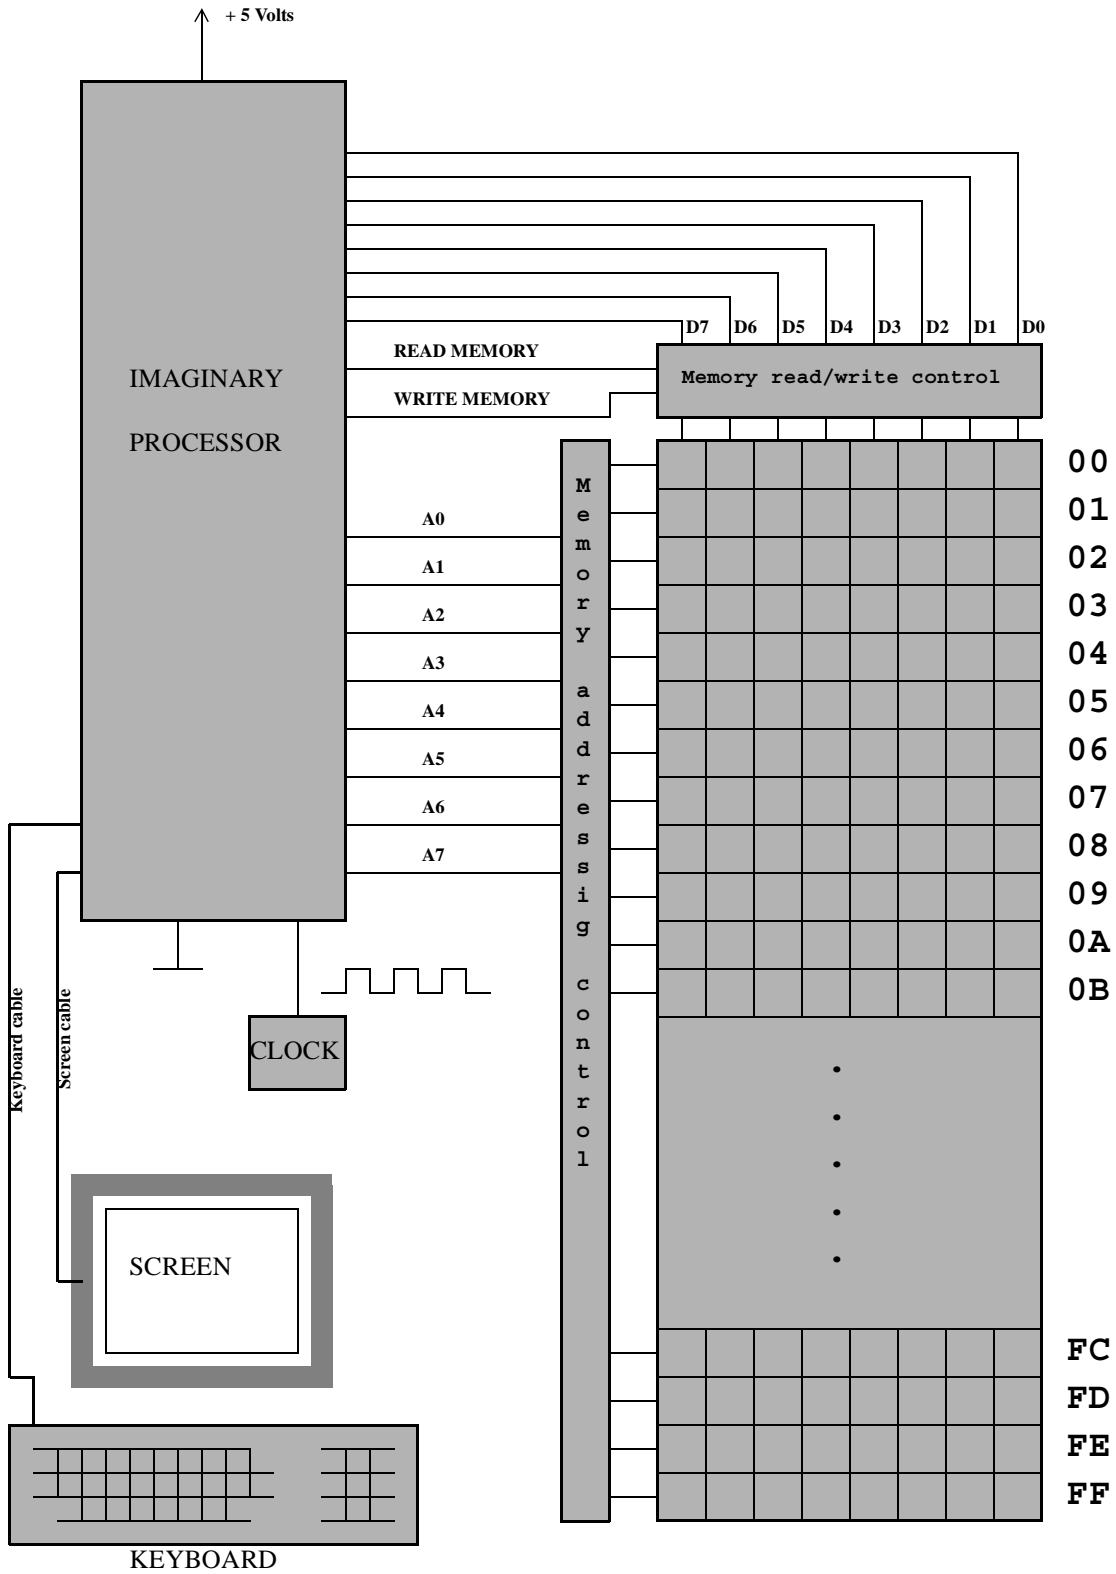 + 5 Volts
D7 D6 D5 D4 D3 D2 D1 D0
READ MEMORY
Memory read/write control
IMAGINARY
PROCESSOR
WRITE MEMORY
A0
A1
A2
A3
A4
A5
A6
A7
Memory addressig control
00
01
02
03
04
05
06
07
08
09
0A
0B
FC
FD
FE
FF
Keyboard cable
Screen cable
CLOCK
SCREEN
KEYBOARD